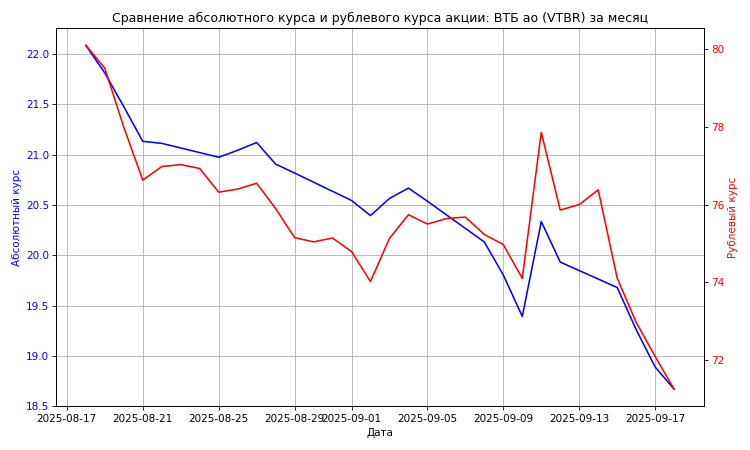 Сравнение абсолютного курса и рублевого курса акции: ВТБ ао (VTBR) за месяц
22.0
21.5
21.0
20.5
20.0
19.5
19.0
18.5
Абсолютный курс
80
78
76
74
72
Рублевый курс
2025-08-17 2025-08-21 2025-08-25 2025-08-29 2025-09-01 2025-09-05 2025-09-09 2025-09-13 2025-09-17
Дата